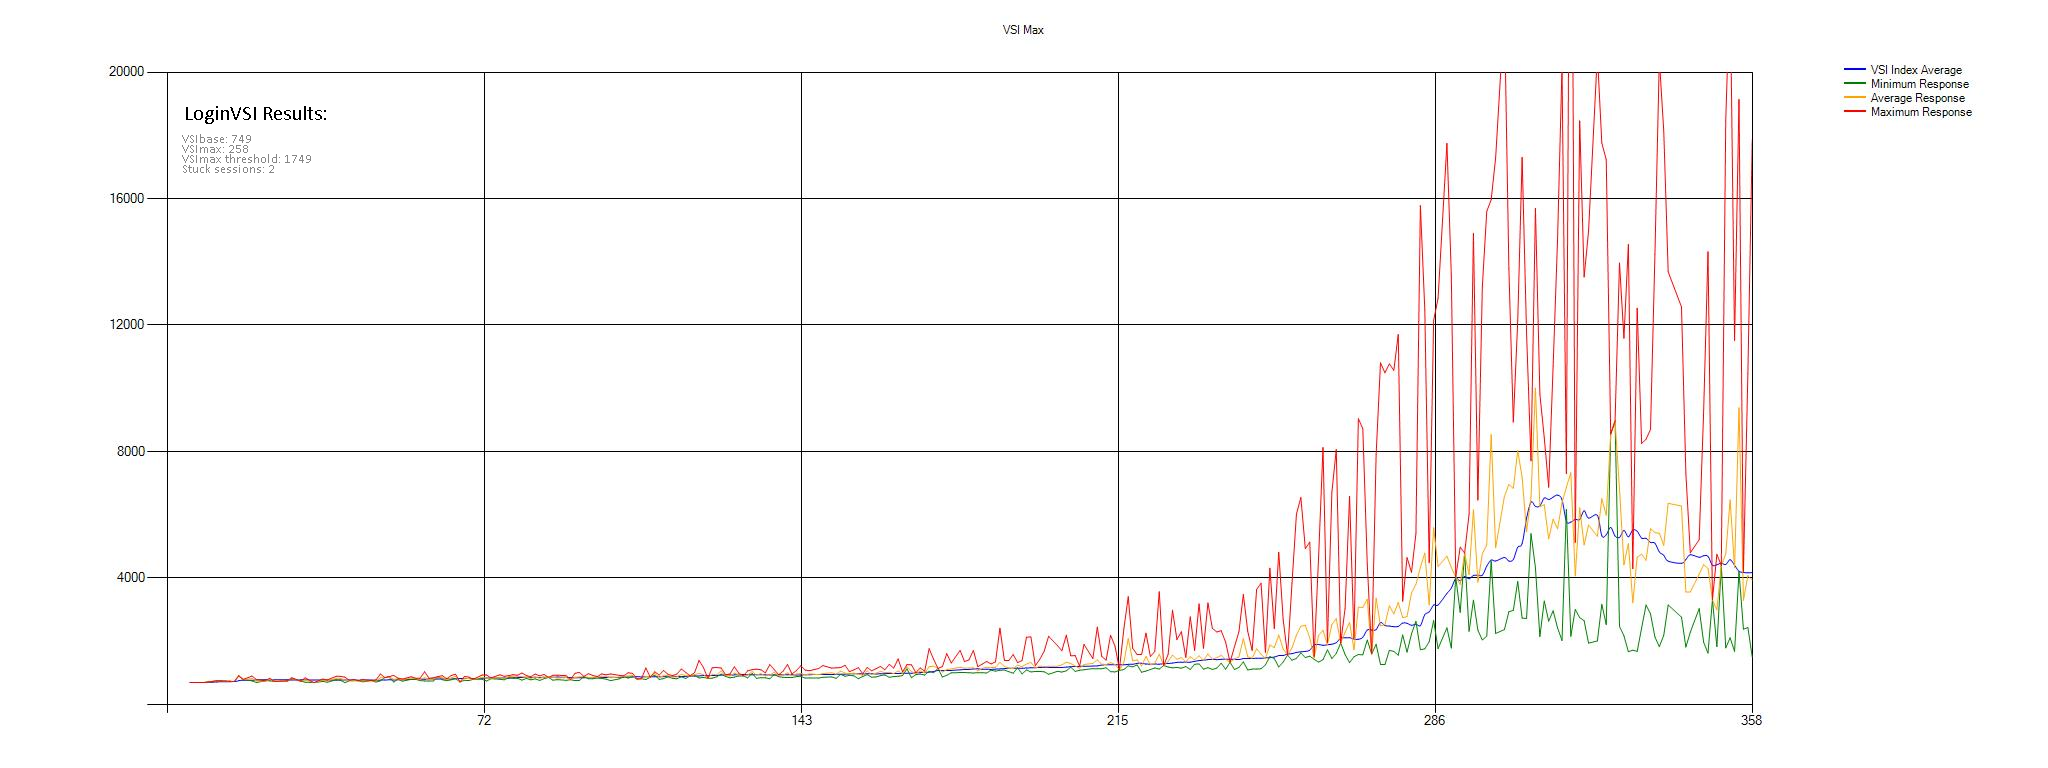 VSI Max
20000
16000
12000
8000
4000
LoginVSI Results:
VSIbase: 749
VSImax: 258
VSImax threshold: 1749
Stuck sessions: 2
VSI Index Average
Minimum Response
Average Response
Maximum Response
72
143
215
286
358